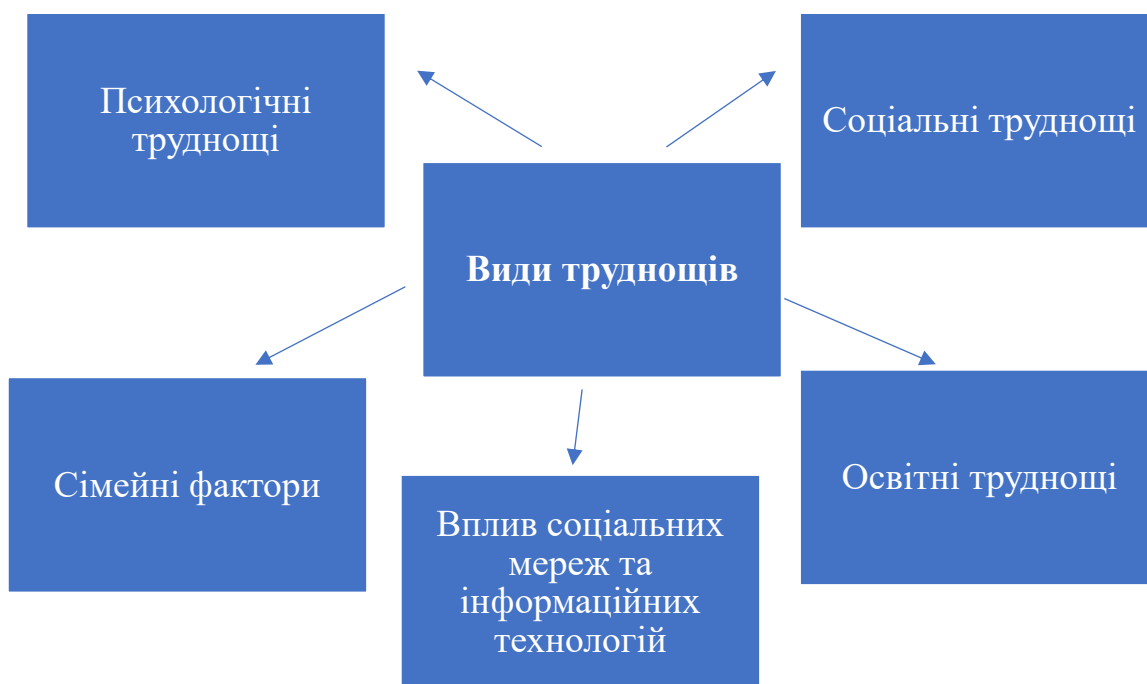 Психологічні
труднощі
Соціальні труднощі
Види труднощів
Сімейні фактори
Освітні труднощі
Вплив соціальних
мереж та
інформаційних
технологій